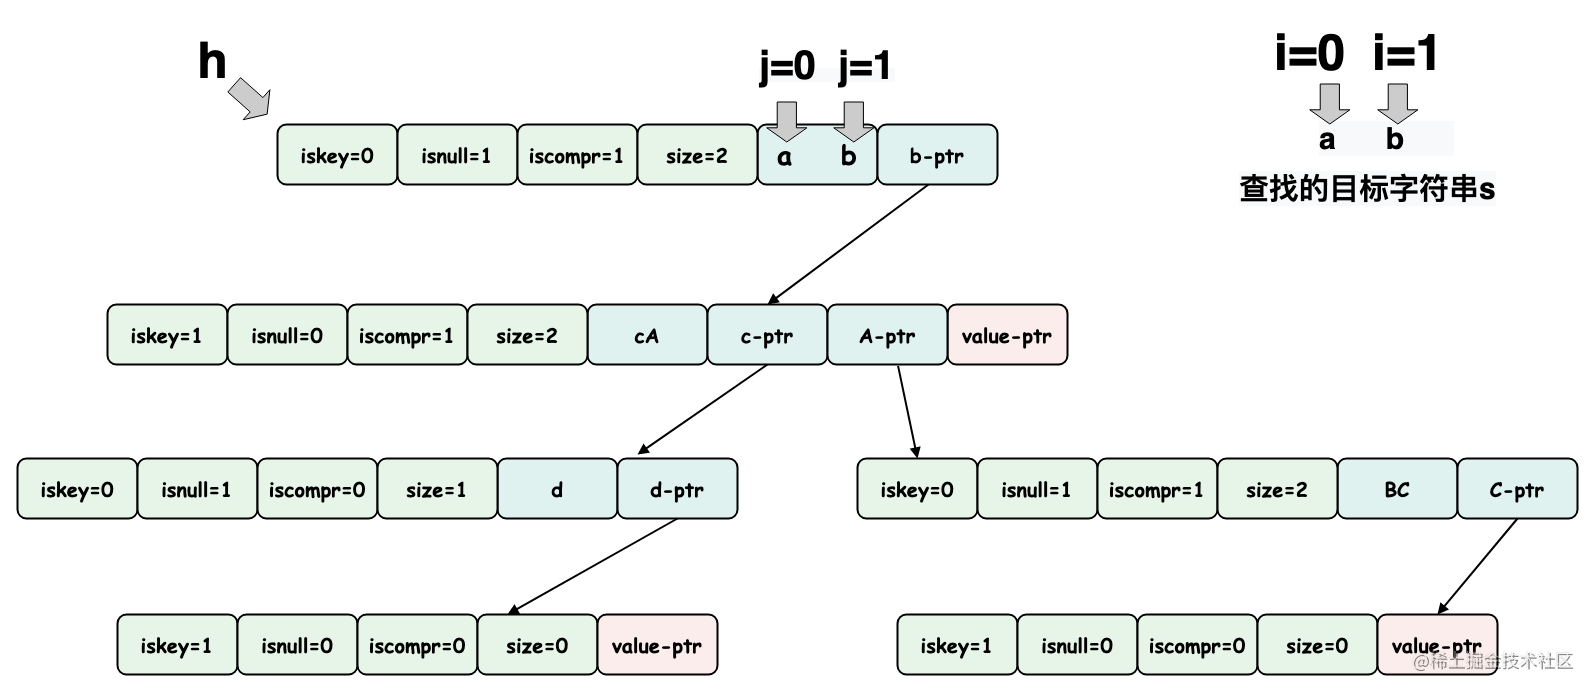 h
j=0 j=1
i=0 i=1
a b
查找的目标字符串s
iskey=0 isnull=1 iscompr=1 size=2 a b b-ptr
iskey=1 isnull=0 iscompr=1 size=2 cA c-ptr A-ptr value-ptr
iskey=0 isnull=1 iscompr=0 size=1 d d-ptr
iskey=0 isnull=1 iscompr=1 size=2 BC C-ptr
iskey=1 isnull=0 iscompr=0 size=0 value-ptr
iskey=1 isnull=0 iscompr=0 size=0 value-ptr
@稀土掘金技术社区